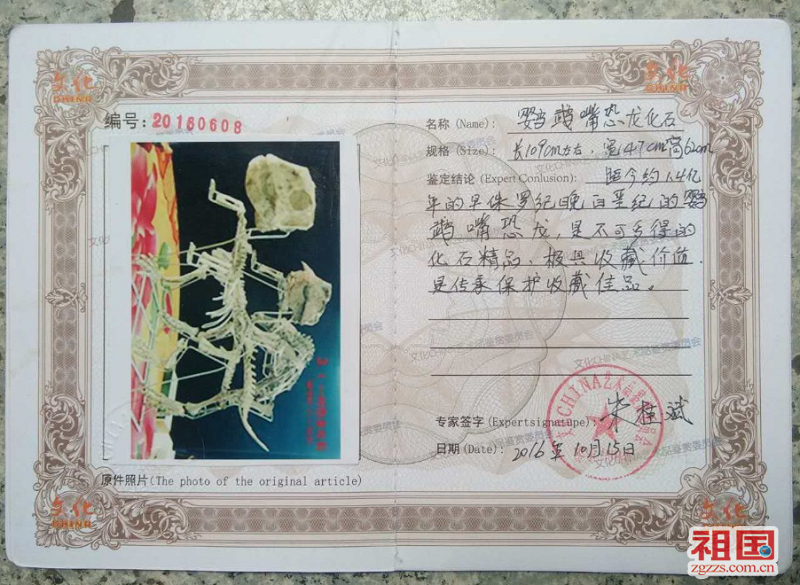 文化
CHINA
文化
CHINA
编号: 20160608
名称 (Name): 鹦鹉嘴恐龙化石
规格 (Size): 长109cm左右、宽47cm高62cm
鉴定结论 (Expert Conlusion): 距今约1.4亿
年的早侏罗纪晚白垩纪的鹦
鹉嘴恐龙，是不可多得的
化石精品、极具收藏价值.
是传承保护收藏佳品。
专家签字 (Expertsignatupe):
日期 (Date): 2016年10月15日
原件照片(The photo of the original article)
文化
CHINA
文化
CHINA
祖国
zgzzs.com.cn